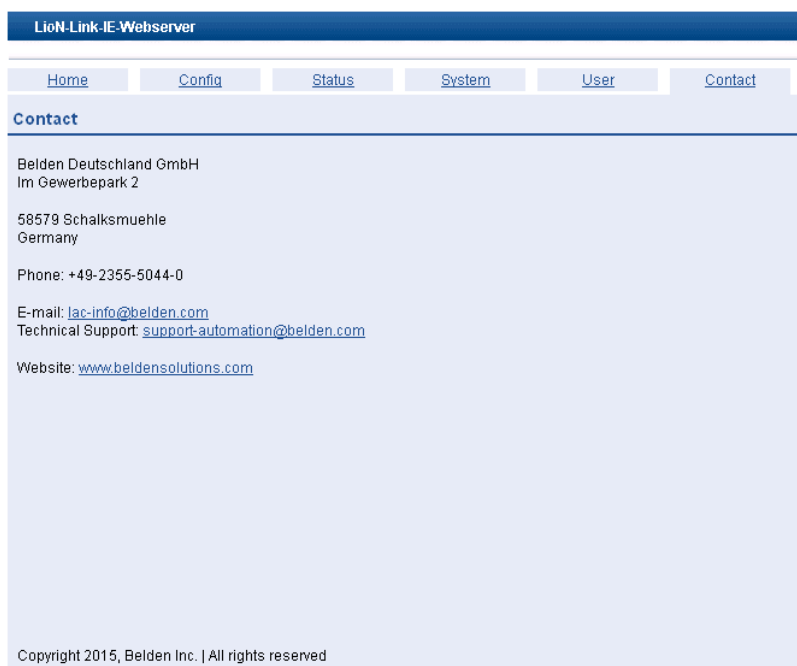 LioN-Link-IE-Webserver
Home Config Status System User Contact
Contact
Belden Deutschland GmbH
Im Gewerbepark 2
58579 Schalksmuehle
Germany
Phone: +49-2355-5044-0
E-mail: lac-info@belden.com
Technical Support: support-automation@belden.com
Website: www.beldensolutions.com
Copyright 2015, Belden Inc. | All rights reserved